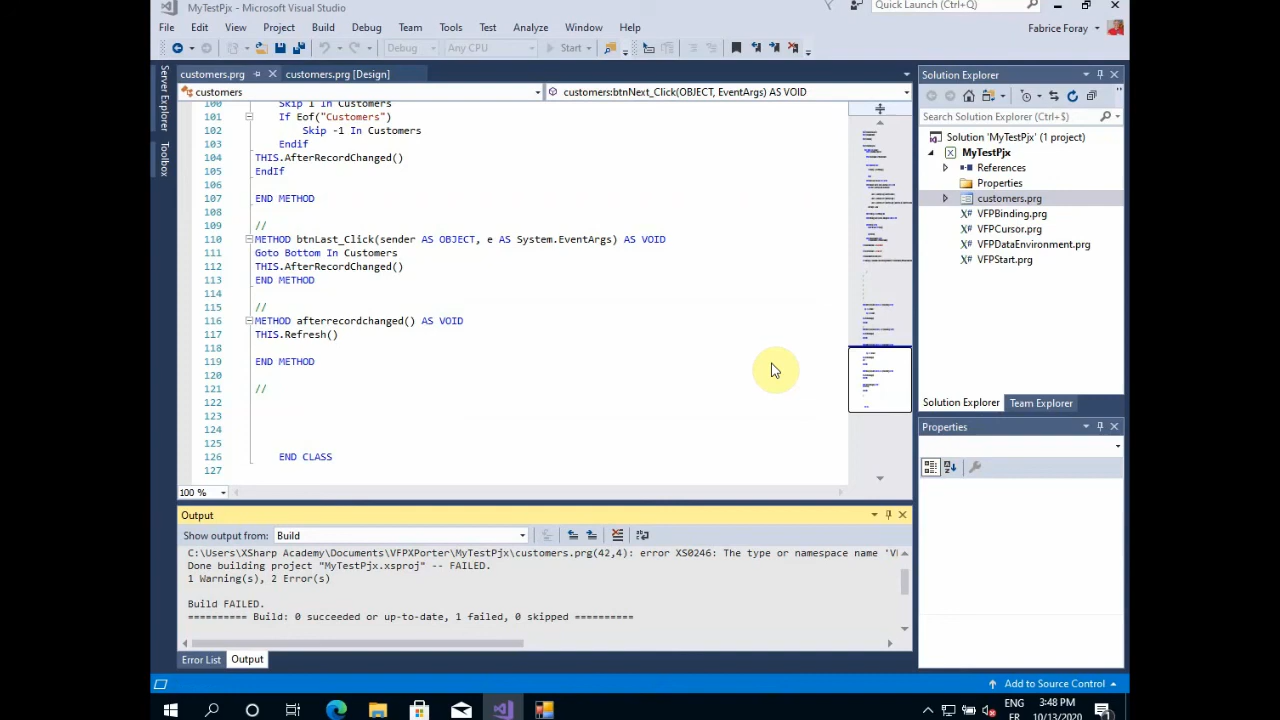 MyTestPjx - Microsoft Visual Studio
Quick Launch (Ctrl+Q)
File Edit View Project Build Debug Team Tools Test Analyze Window Help
Fabrice Foray
Debug Any CPU Start
Server Explorer
Toolbox
customers.prg customers.prg [Design]
customers customers:btnNext_Click(OBJECT, EventArgs) AS VOID
100 Skip 1 In Customers
101 If Eof("Customers")
102 Skip -1 In Customers
103 Endif
104 THIS.AfterRecordChanged()
105 EndIf
106
107 END METHOD
108
109 //
110 METHOD btnLast_Click(sender AS OBJECT, e AS System.EventArgs) AS VOID
111 Goto Bottom In Customers
112 THIS.AfterRecordChanged()
113 END METHOD
114
115 //
116 METHOD afterrecordchanged() AS VOID
117 THIS.Refresh()
118
119 END METHOD
120
121 //
122
123
124
125
126 END CLASS
127
100 %
Output
Show output from: Build
C:\Users\XSharp Academy\Documents\VFPXPorter\MyTestPjx\customers.prg(42,4): error XS0246: The type or namespace name
Done building project "MyTestPjx.xsproj" -- FAILED.
1 Warning(s), 2 Error(s)
Build FAILED.
========== Build: 0 succeeded or up-to-date, 1 failed, 0 skipped ==========
Error List Output
Solution Explorer
Search Solution Explorer (Ctrl+$)
Solution 'MyTestPjx' (1 project)
MyTestPjx
References
Properties
customers.prg
VFPBinding.prg
VFPCursor.prg
VFPDataEnvironment.prg
VFPStart.prg
Solution Explorer Team Explorer
Properties
Add to Source Control
ENG
FR
3:48 PM
10/13/2020
1